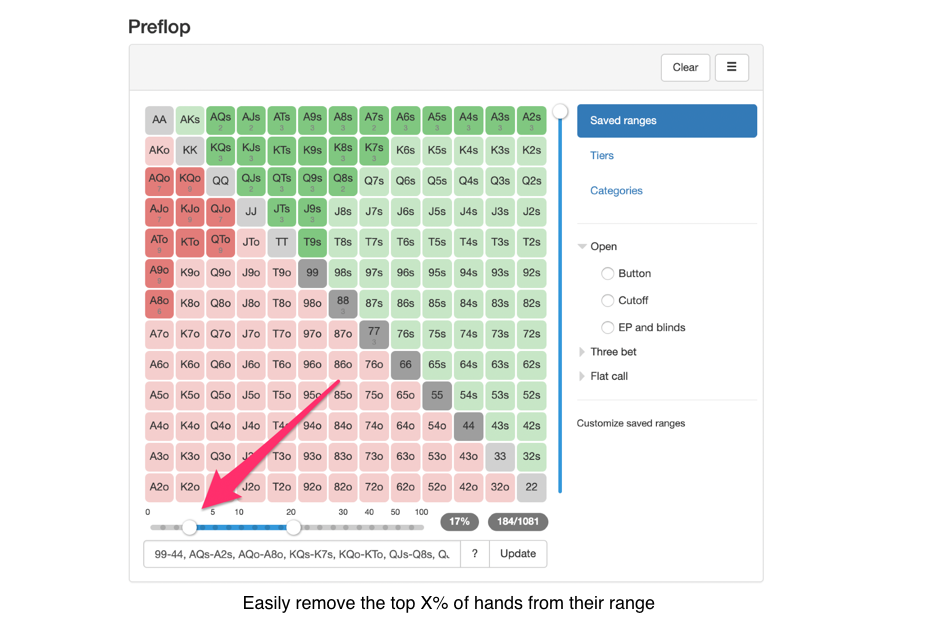 Preflop
Clear
AA AKs AQs AJs ATs A9s A8s A7s A6s A5s A4s A3s A2s
2 2 3 3 3 2 3 3 3 3 3
AKo KK KQs KJs KTs K9s K8s K7s K6s K5s K4s K3s K2s
3 3 3 3
AQo KQo QQ QJs QTs Q9s Q8s Q7s Q6s Q5s Q4s Q3s Q2s
7 2 3 3 2
AJo KJo QJo JJ JTs J9s J8s J7s J6s J5s J4s J3s J2s
7 7 3 3
ATo KTo QTo JTo TT T9s T8s T7s T6s T5s T4s T3s T2s
A9o K9o Q9o J9o T9o 99 98s 97s 96s 95s 94s 93s 92s
A8o K8o Q8o J8o T8o 98o 88 87s 86s 85s 84s 83s 82s
3
A7o K7o Q7o J7o T7o 97o 87o 77 76s 75s 74s 73s 72s
3
A6o K6o Q6o J6o T6o 96o 86o 76o 66 65s 64s 63s 62s
A5o K5o Q5o J5o T5o 95o 85o 75o 65o 55 54s 53s 52s
A4o K4o Q4o J4o 94o 84o 74o 64o 54o 44 43s 42s
A3o K3o Q3o T3o 93o 83o 73o 63o 53o 43o 33 32s
A2o K2o J2o T2o 92o 82o 72o 62o 52o 42o 32o 22
0 5 10 20 30 40 50 100
17% 184/1081
99-44, AQs-A2s, AQo-A8o, KQs-K7s, KQo-KTo, QJs-Q8s, ? Update
Saved ranges
Tiers
Categories
Open
Button
Cutoff
EP and blinds
Three bet
Flat call
Customize saved ranges
Easily remove the top X% of hands from their range